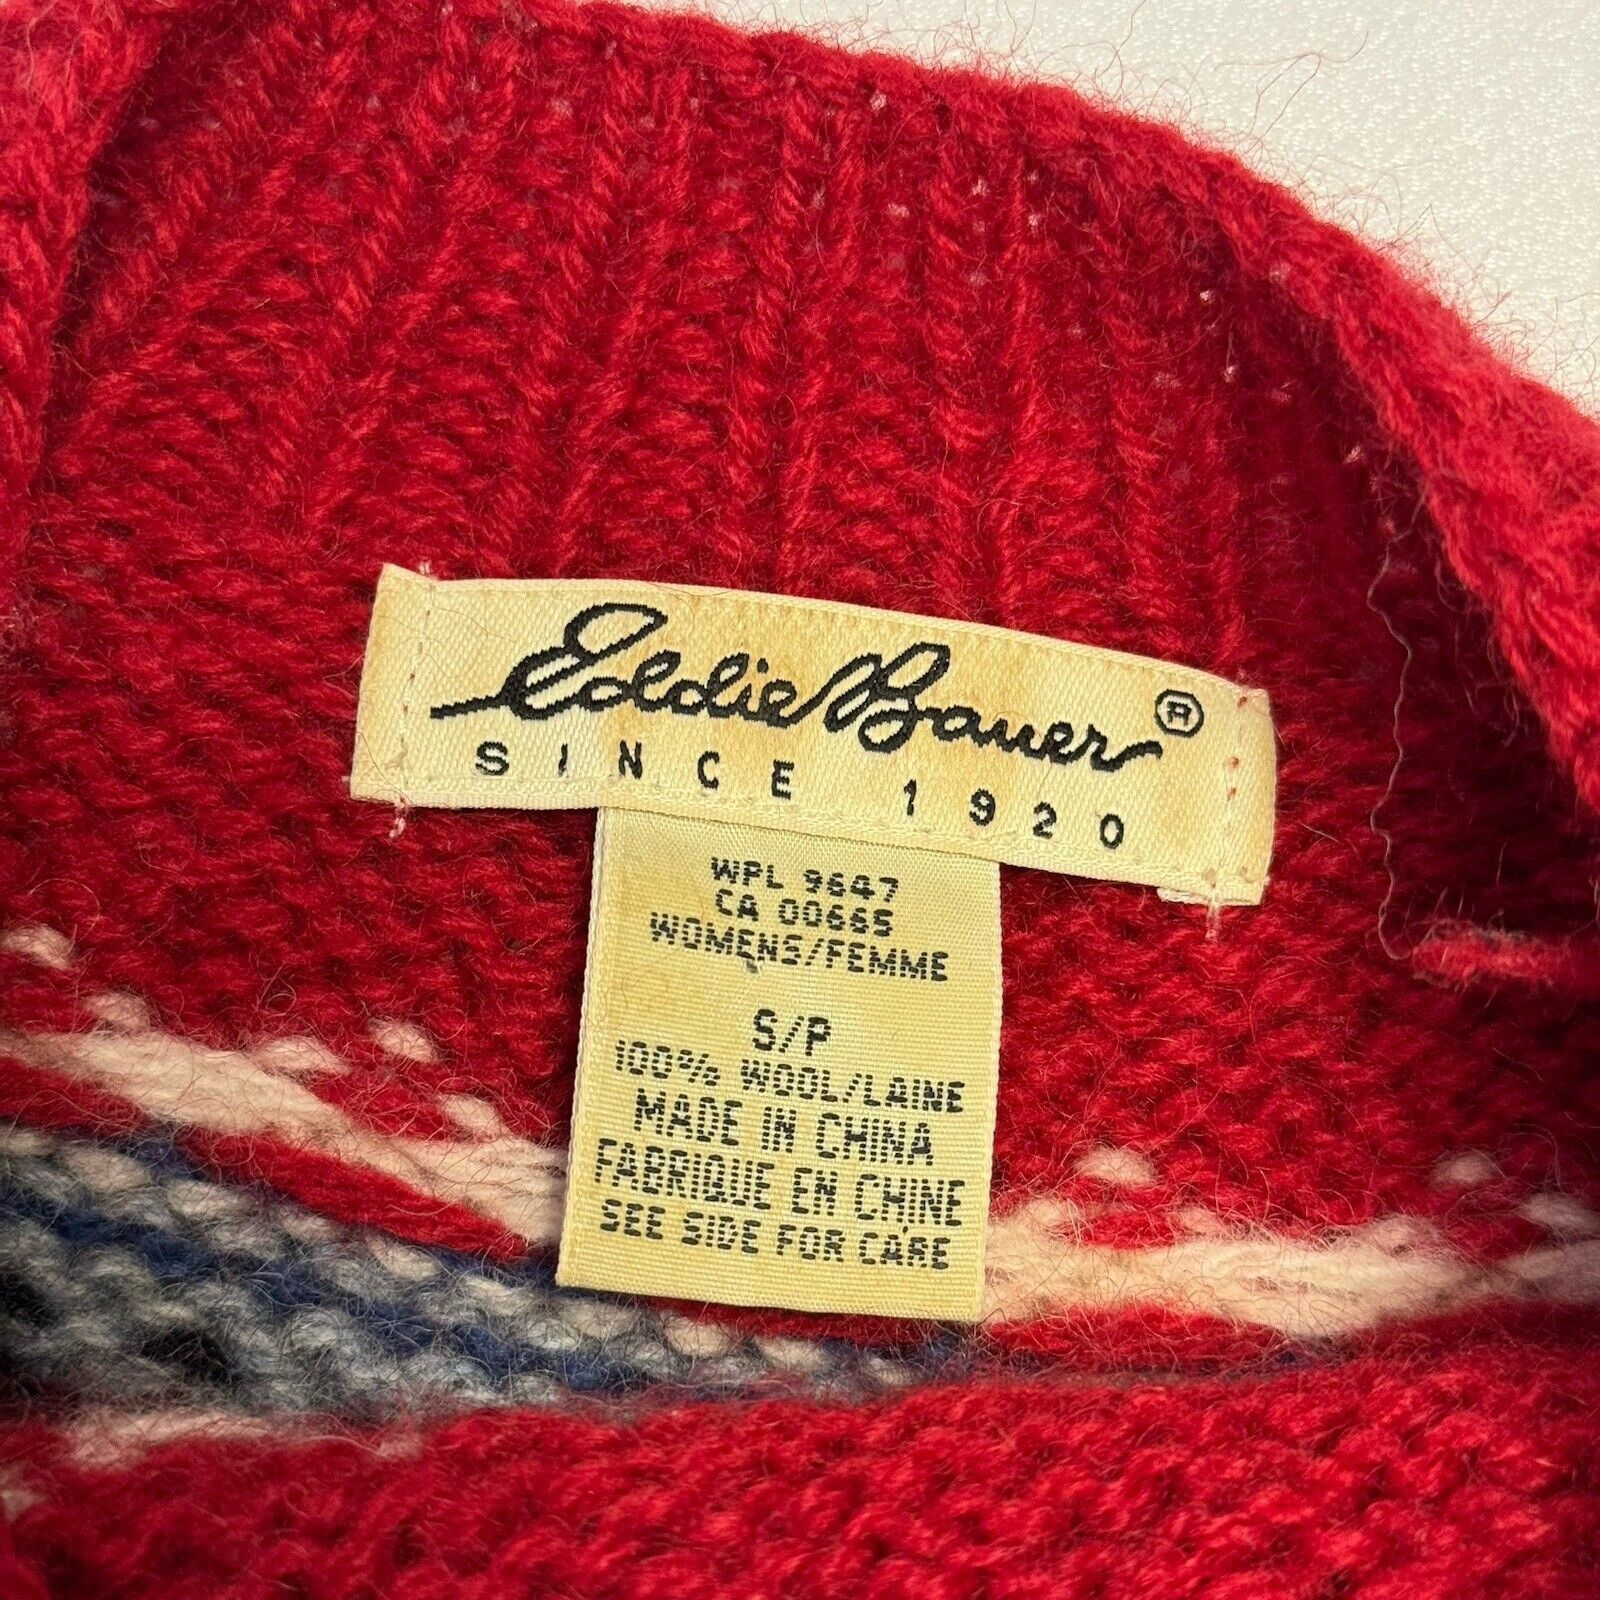 Eddie Bauer ®
SINCE 1920
WPL 9647
CA 00665
WOMENS/FEMME
S/P
100% WOOL/LAINE
MADE IN CHINA
FABRIQUE EN CHINE
SEE SIDE FOR CARE